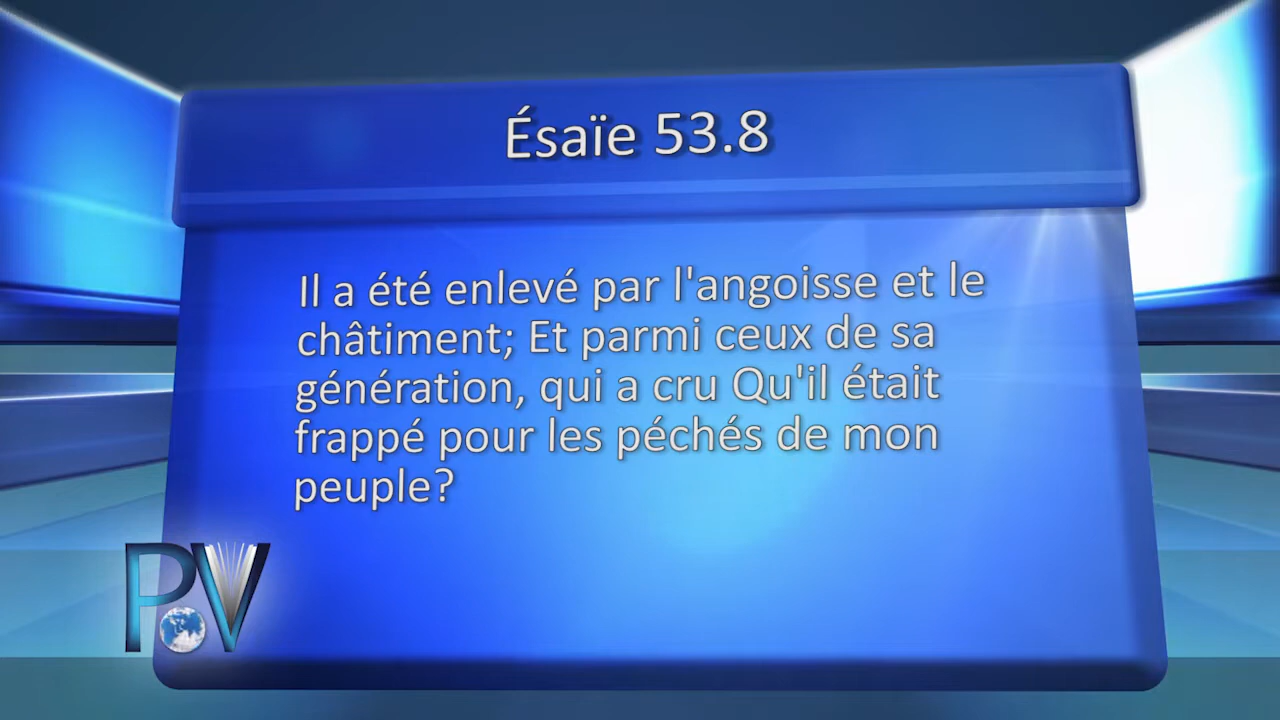 Ésaïe 53.8
Il a été enlevé par l'angoisse et le
châtiment; Et parmi ceux de sa
génération, qui a cru Qu'il était
frappé pour les péchés de mon
peuple?
PV